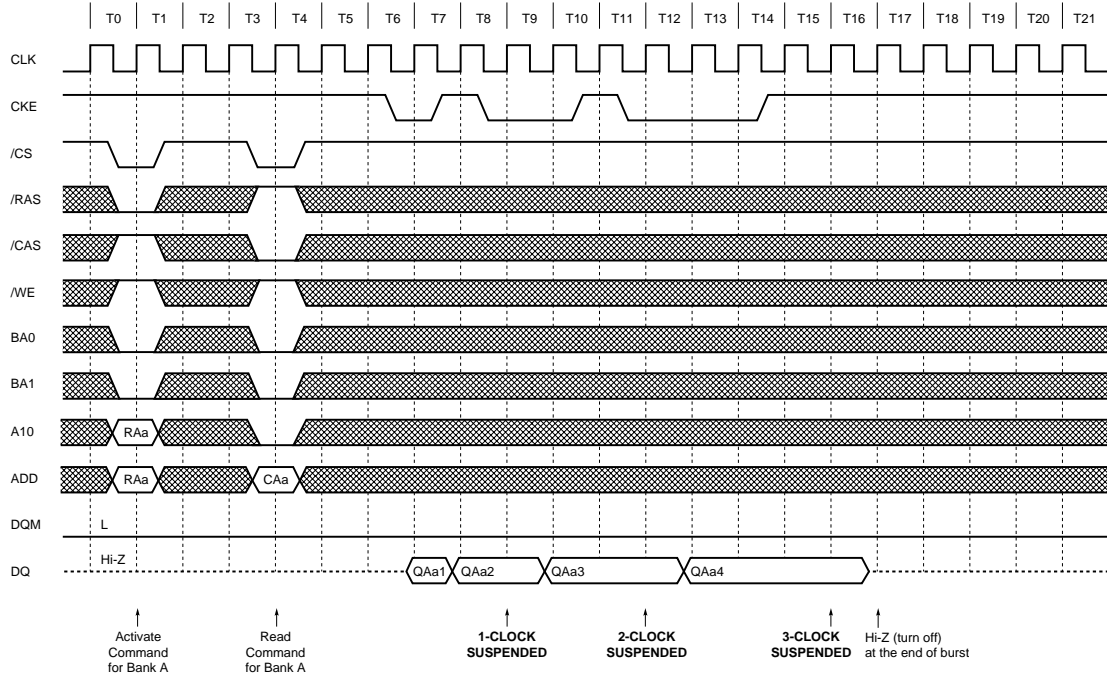 T0 T1 T2 T3 T4 T5 T6 T7 T8 T9 T10 T11 T12 T13 T14 T15 T16 T17 T18 T19 T20 T21
CLK
CKE
/CS
/RAS
/CAS
/WE
BA0
BA1
A10 RAa
ADD RAa CAa
DQM L
DQ Hi-Z QAa1 QAa2 QAa3 QAa4
Activate
Command
for Bank A
Read
Command
for Bank A
1-CLOCK
SUSPENDED
2-CLOCK
SUSPENDED
3-CLOCK
SUSPENDED
Hi-Z (turn off)
at the end of burst